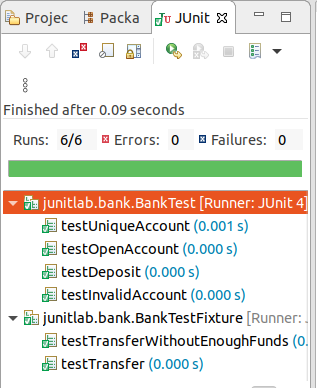 Projec Packa JUnit
Finished after 0.09 seconds
Runs: 6/6 Errors: 0 Failures: 0
junitlab.bank.BankTest [Runner: JUnit 4]
testUniqueAccount (0.001 s)
testOpenAccount (0.000 s)
testDeposit (0.000 s)
testInvalidAccount (0.000 s)
junitlab.bank.BankTestFixture [Runner:
testTransferWithoutEnoughFunds (0.
testTransfer (0.000 s)